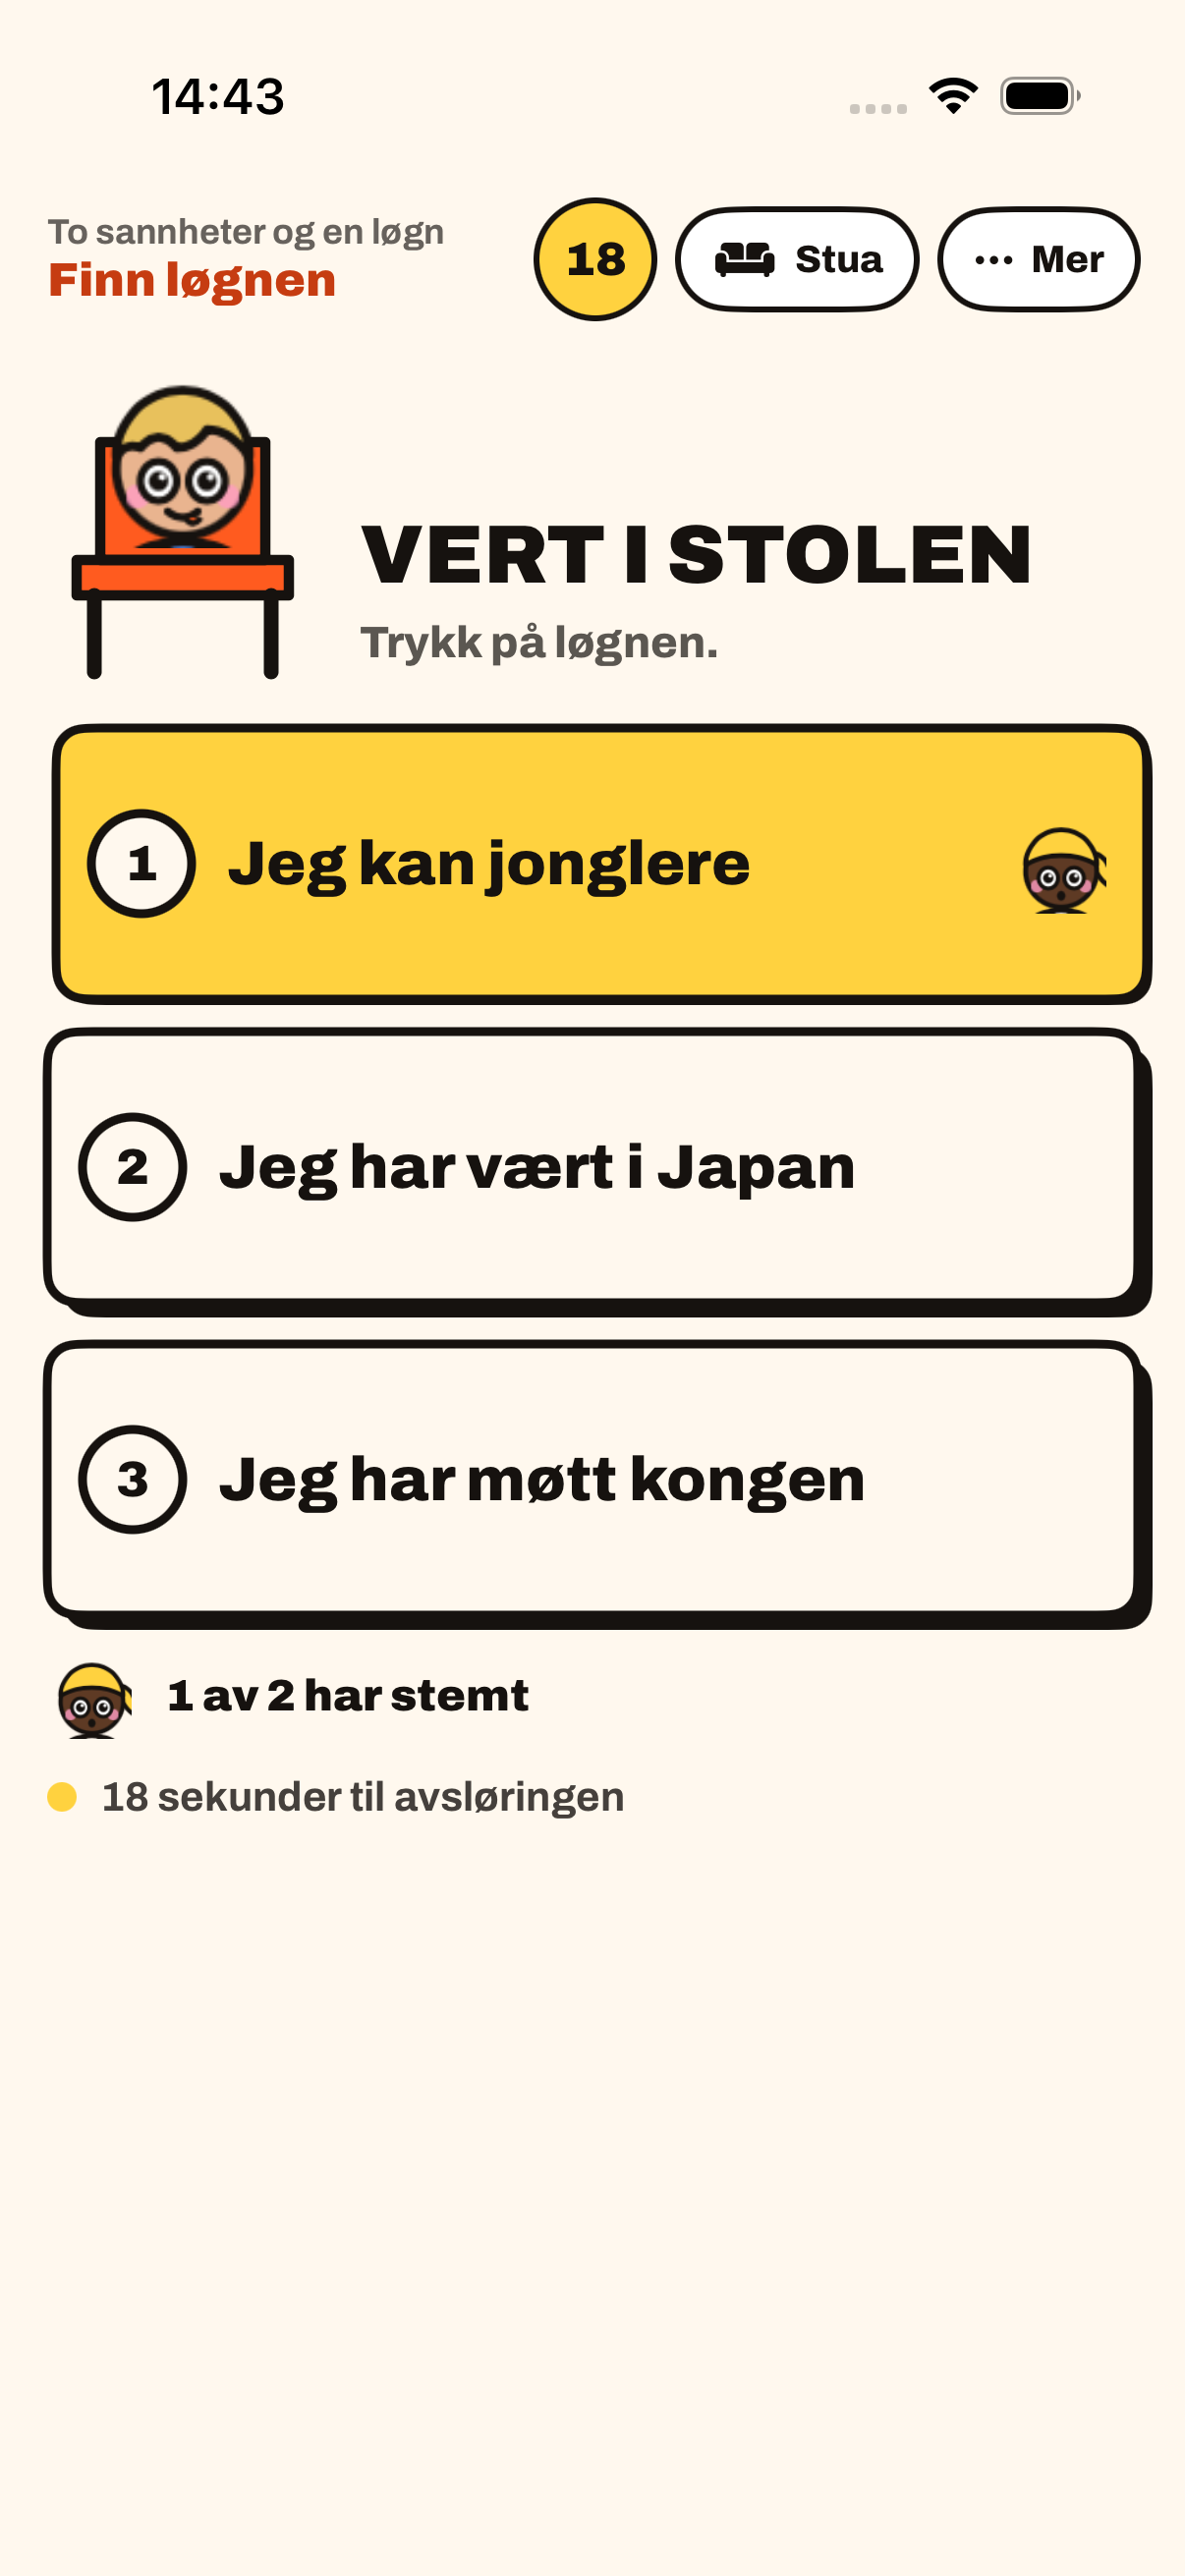 14:43
To sannheter og en løgn
Finn løgnen
18
Stua
Mer
VERT I STOLEN
Trykk på løgnen.
1 Jeg kan jonglere
2 Jeg har vært i Japan
3 Jeg har møtt kongen
1 av 2 har stemt
18 sekunder til avsløringen